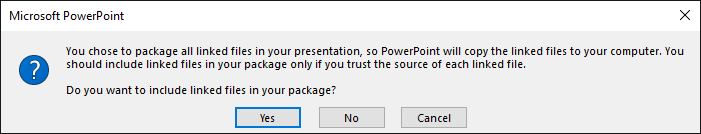 Microsoft PowerPoint
You chose to package all linked files in your presentation, so PowerPoint will copy the linked files to your computer. You
should include linked files in your package only if you trust the source of each linked file.
Do you want to include linked files in your package?
Yes No Cancel